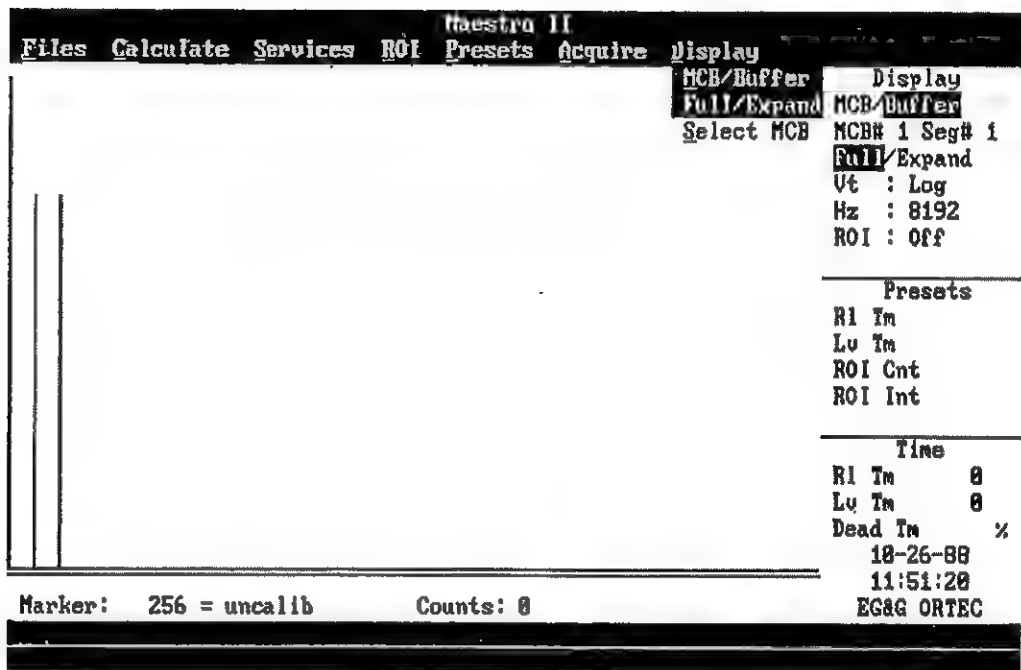 Maestro II
Files Calculate Services ROI Presets Acquire Display
MCB/Buffer
Full/Expand
Select MCB
Display
MCB/Buffer
MCB# 1 Seg# 1
Full/Expand
Vt : Log
Hz : 8192
ROI : Off
Presets
Rl Tm
Lv Tm
ROI Cnt
ROI Int
Time
Rl Tm 0
Lv Tm 0
Dead Tm %
10-26-88
11:51:20
EG&G ORTEC
Marker: 256 = uncalib Counts: 0